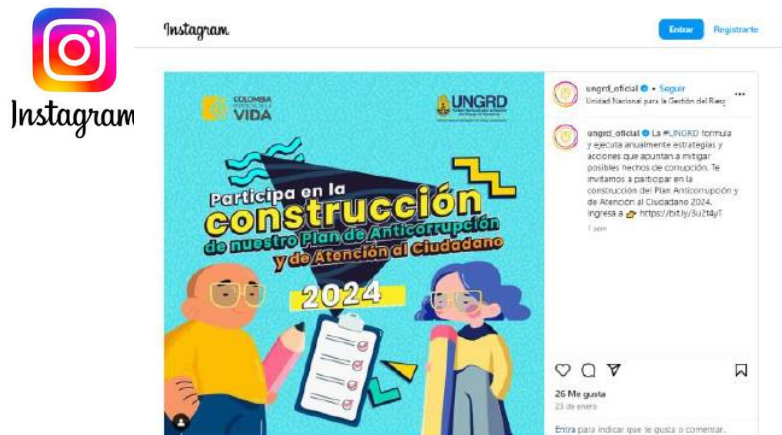 Instagram
Instagram
Entrar
Registrarte
COLOMBIA
VIDA
UNGRD
Participa en la
construcción
de nuestro Plan de Anticorrupción
y de Atención al Ciudadano
2024
ungrd_oficial • Seguir
Unidad Nacional para la Gestión del Riesg
...
ungrd_oficial La #UNGRD formula
y ejecuta anualmente estrategias y
acciones que apuntan a mitigar
posibles hechos de corrupción. Te
invitamos a participar en la
construcción del Plan Anticorrupción y
de Atención al Ciudadano 2024.
Ingresa a 👉 https://bit.ly/3u2t4yT
1 sem
26 Me gusta
23 de enero
Entra para indicar que te gusta o comentar.